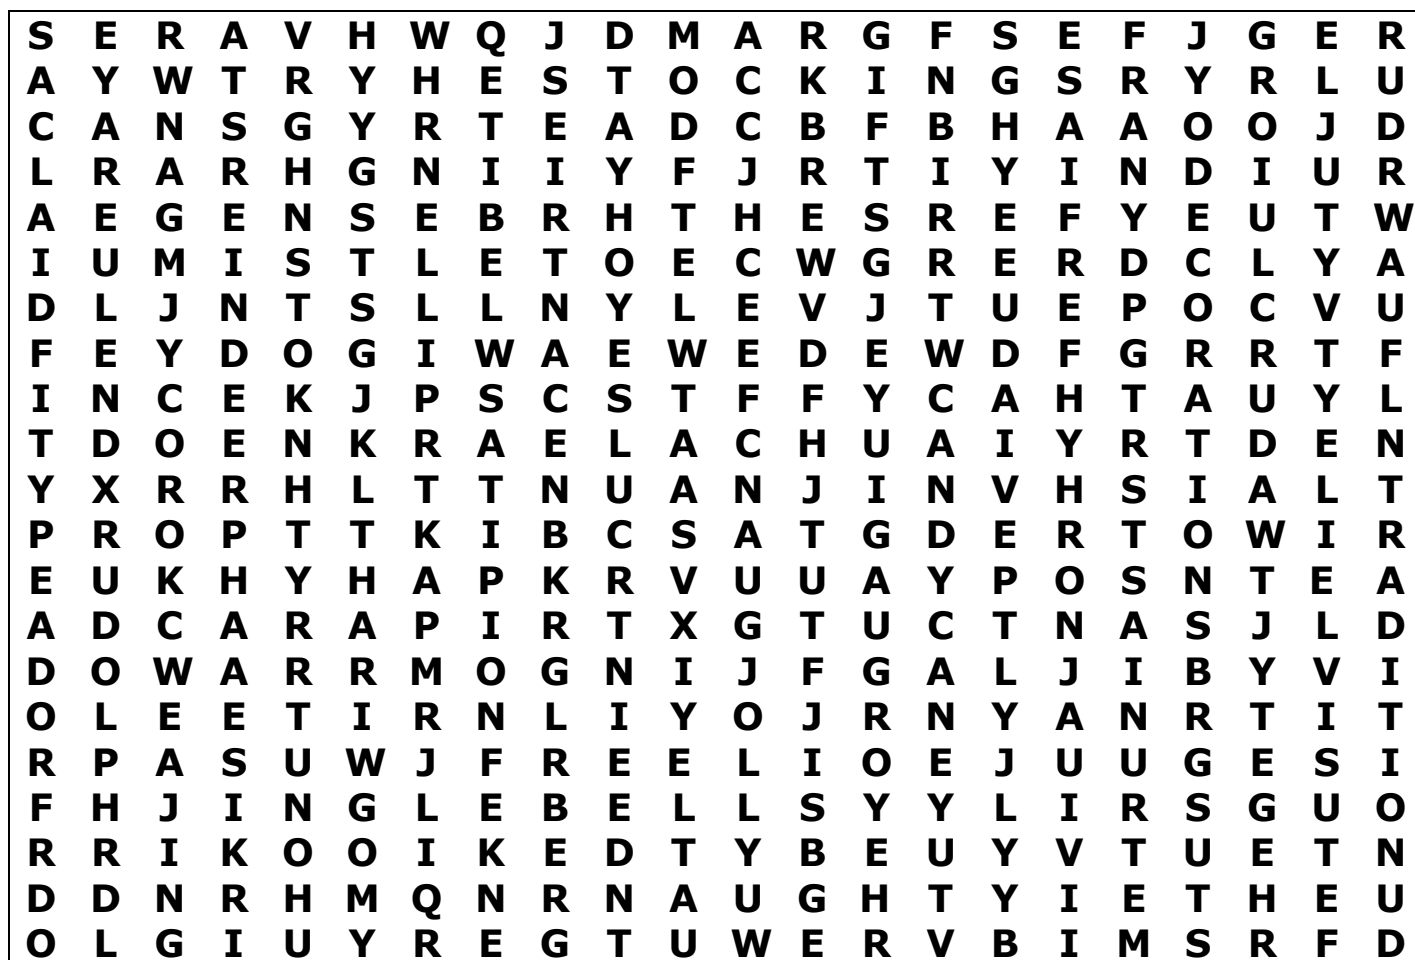 S E R A V H W Q J D M A R G F S E F J G E R
A Y W T R Y H E S T O C K I N G S R Y R L U
C A N S G Y R T E A D C B F B H A A O O J D
L R A R H G N I I Y F J R T I Y I N D I U R
A E G E N S E B R H T H E S R E F Y E U T W
I U M I S T L E T O E C W G R E R D C L Y A
D L J N T S L L N Y L E V J T U E P O C V U
F E Y D O G I W A E W E D E W D F G R R T F
I N C E K J P S C S T F F Y C A H T A U Y L
T D O E N K R A E L A C H U A I Y R T D E N
Y X R R H L T T N U A N J I N V H S I A L T
P R O P T T K I B C S A T G D E R T O W I R
E U K H Y H A P K R V U U A Y P O S N T E A
A D C A R A P I R T X G T U C T N A S J L D
D O W A R R M O G N I J F G A L J I B Y V I
O L E E T I R N L I Y O J R N Y A N R T I T
R P A S U W J F R E E L I O E J U U G E S I
F H J I N G L E B E L L S Y Y L I R S G U O
R R I K O O I K E D T Y B E U Y V T U E T N
D D N R H M Q N R N A U G H T Y I E T H E U
O L G I U Y R E G T U W E R V B I M S R F D